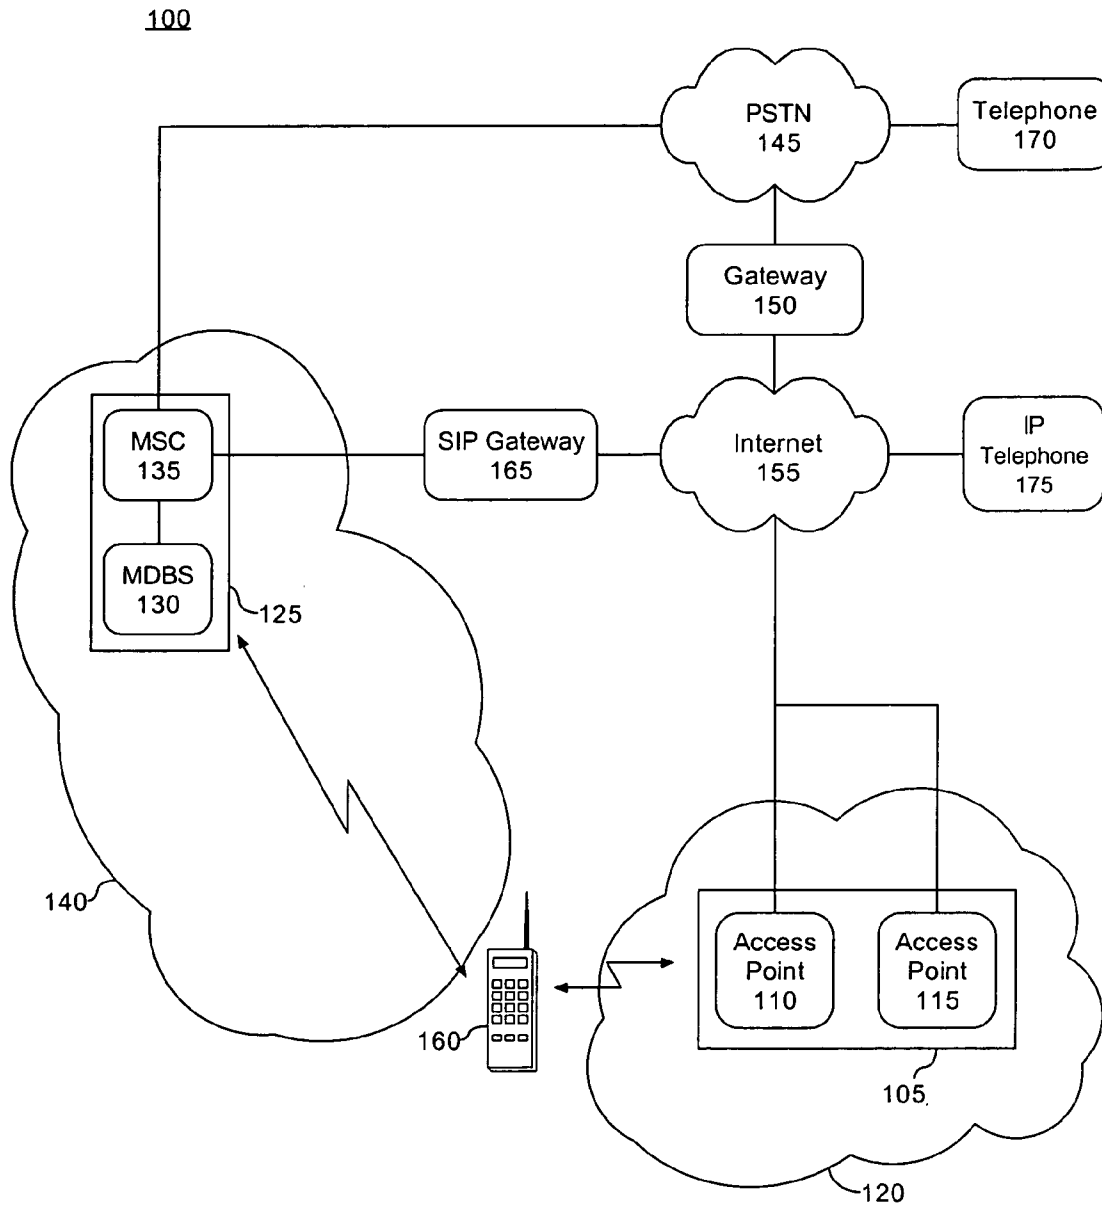 100
PSTN
145
Telephone
170
Gateway
150
MSC
135
SIP Gateway
165
Internet
155
IP
Telephone
175
MDBS
130
125
140
160
Access
Point
110
Access
Point
115
105
120